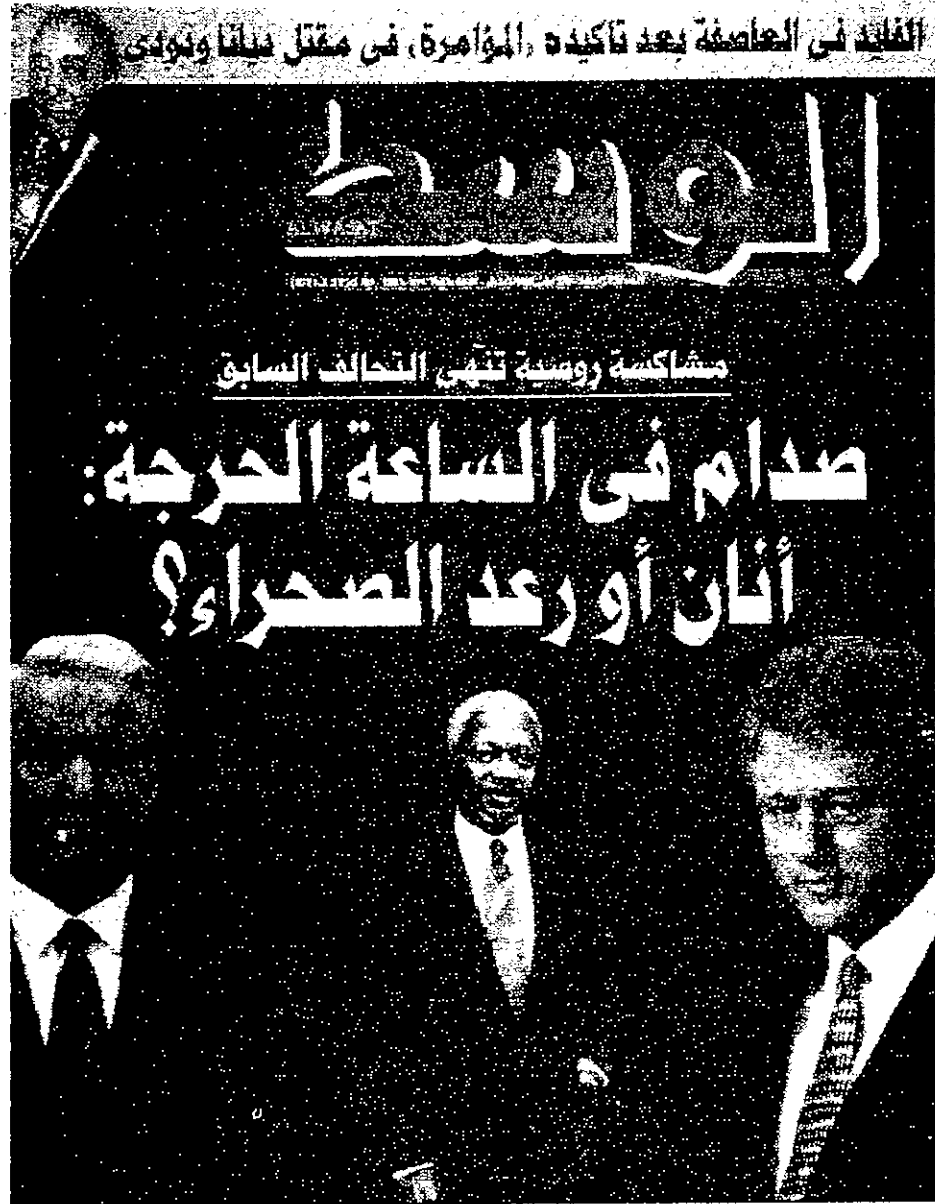 الفايد في العاصفة بعد تأكيده «المؤامرة» في مقتل ديانا ودودي
الوسط
مشاكسة روسية تنهي التحالف السابق
صدام في الساعة الحرجة:
أنان أو رعد الصحراء؟